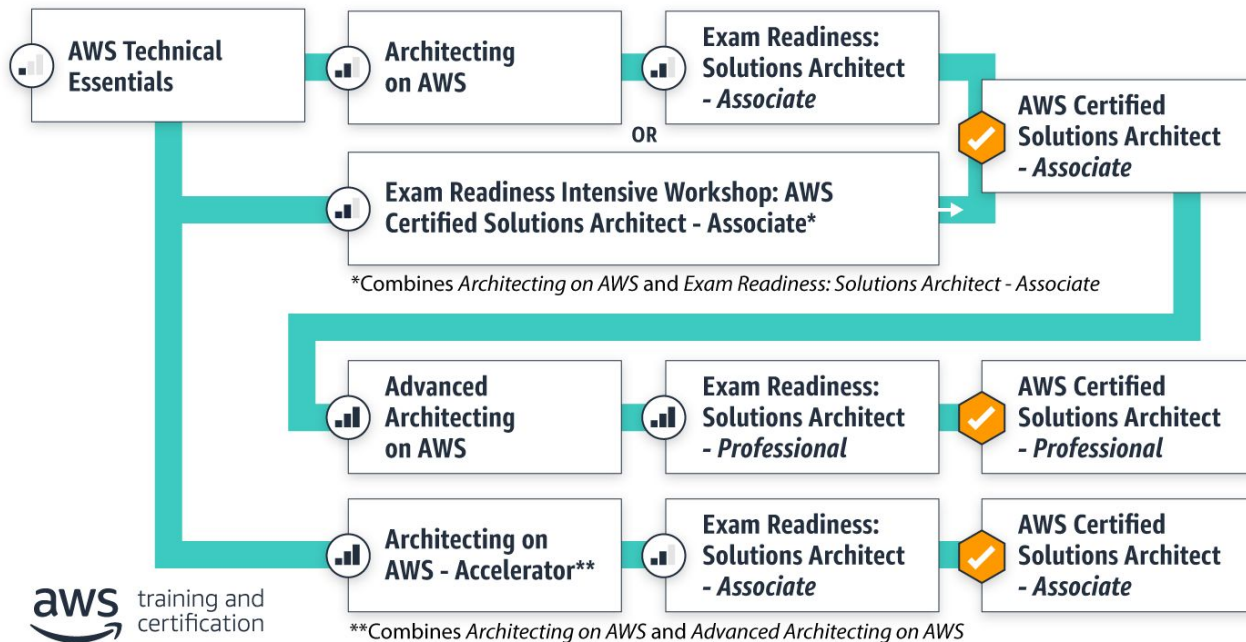 AWS Technical
Essentials
Architecting
on AWS
Exam Readiness:
Solutions Architect
- Associate
AWS Certified
Solutions Architect
- Associate
OR
Exam Readiness Intensive Workshop: AWS
Certified Solutions Architect - Associate*
*Combines Architecting on AWS and Exam Readiness: Solutions Architect - Associate
Advanced
Architecting
on AWS
Exam Readiness:
Solutions Architect
- Professional
AWS Certified
Solutions Architect
- Professional
Architecting on
AWS - Accelerator**
Exam Readiness:
Solutions Architect
- Associate
AWS Certified
Solutions Architect
- Associate
aws training and
certification
**Combines Architecting on AWS and Advanced Architecting on AWS